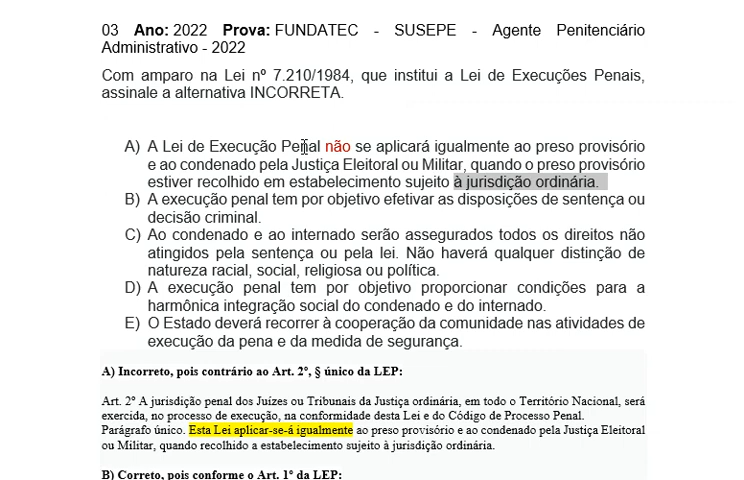 03 Ano: 2022 Prova: FUNDATEC - SUSEPE - Agente Penitenciário
Administrativo - 2022
Com amparo na Lei nº 7.210/1984, que institui a Lei de Execuções Penais,
assinale a alternativa INCORRETA.
A) A Lei de Execução Penal não se aplicará igualmente ao preso provisório
e ao condenado pela Justiça Eleitoral ou Militar, quando o preso provisório
estiver recolhido em estabelecimento sujeito à jurisdição ordinária.
B) A execução penal tem por objetivo efetivar as disposições de sentença ou
decisão criminal.
C) Ao condenado e ao internado serão assegurados todos os direitos não
atingidos pela sentença ou pela lei. Não haverá qualquer distinção de
natureza racial, social, religiosa ou política.
D) A execução penal tem por objetivo proporcionar condições para a
harmônica integração social do condenado e do internado.
E) O Estado deverá recorrer à cooperação da comunidade nas atividades de
execução da pena e da medida de segurança.
A) Incorreto, pois contrário ao Art. 2º, § único da LEP:
Art. 2º A jurisdição penal dos Juízes ou Tribunais da Justiça ordinária, em todo o Território Nacional, será
exercida, no processo de execução, na conformidade desta Lei e do Código de Processo Penal.
Parágrafo único. Esta Lei aplicar-se-á igualmente ao preso provisório e ao condenado pela Justiça Eleitoral
ou Militar, quando recolhido a estabelecimento sujeito à jurisdição ordinária.
B) Correto, pois conforme o Art. 1º da LEP: